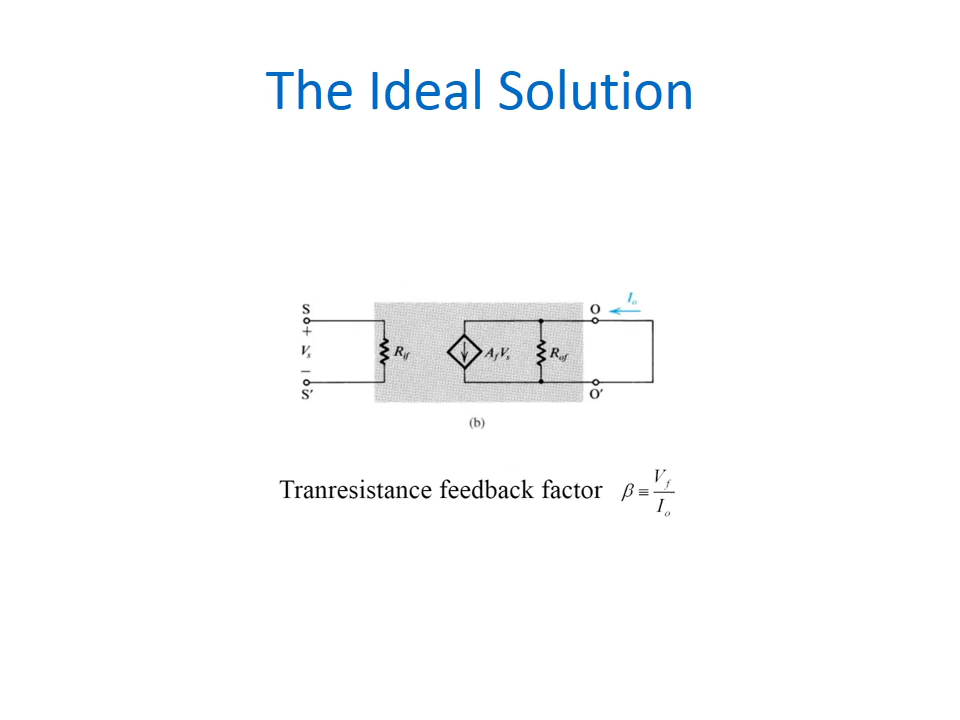 The Ideal Solution
I_o
S
O
+
V_s
R_if
A_f V_s
R_of
−
S'
O'
(b)
Tranresistance feedback factor β ≡ V_f / I_o